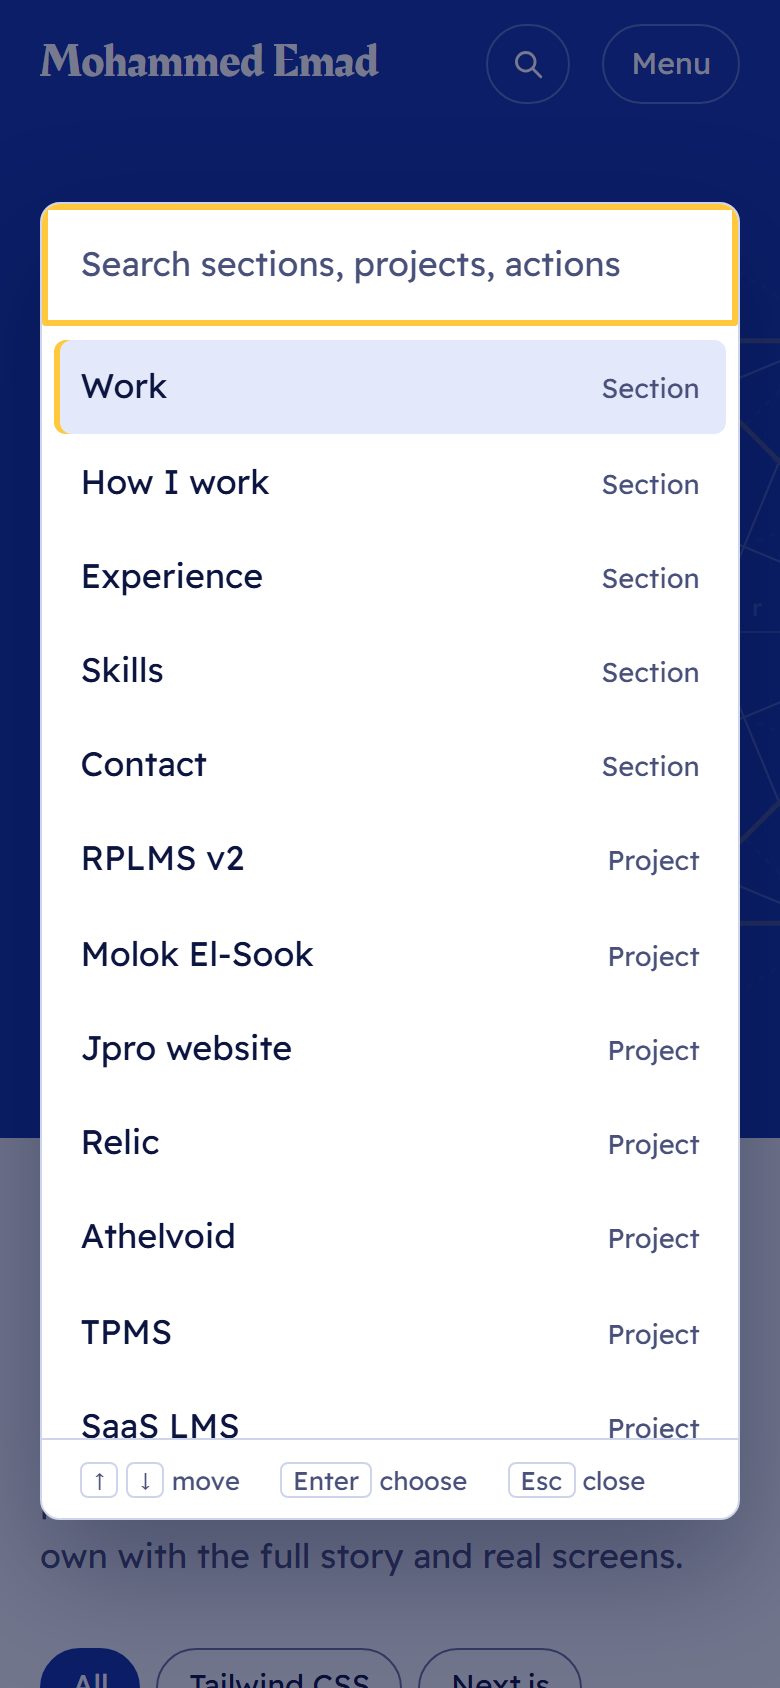 Mohammed Emad
Menu
Search sections, projects, actions
Work Section
How I work Section
Experience Section
Skills Section
Contact Section
r
RPLMS v2 Project
Molok El-Sook Project
Jpro website Project
Relic Project
Athelvoid Project
TPMS Project
SaaS LMS Project
↑ ↓ move Enter choose Esc close
own with the full story and real screens.
All Tailwind CSS Next.js